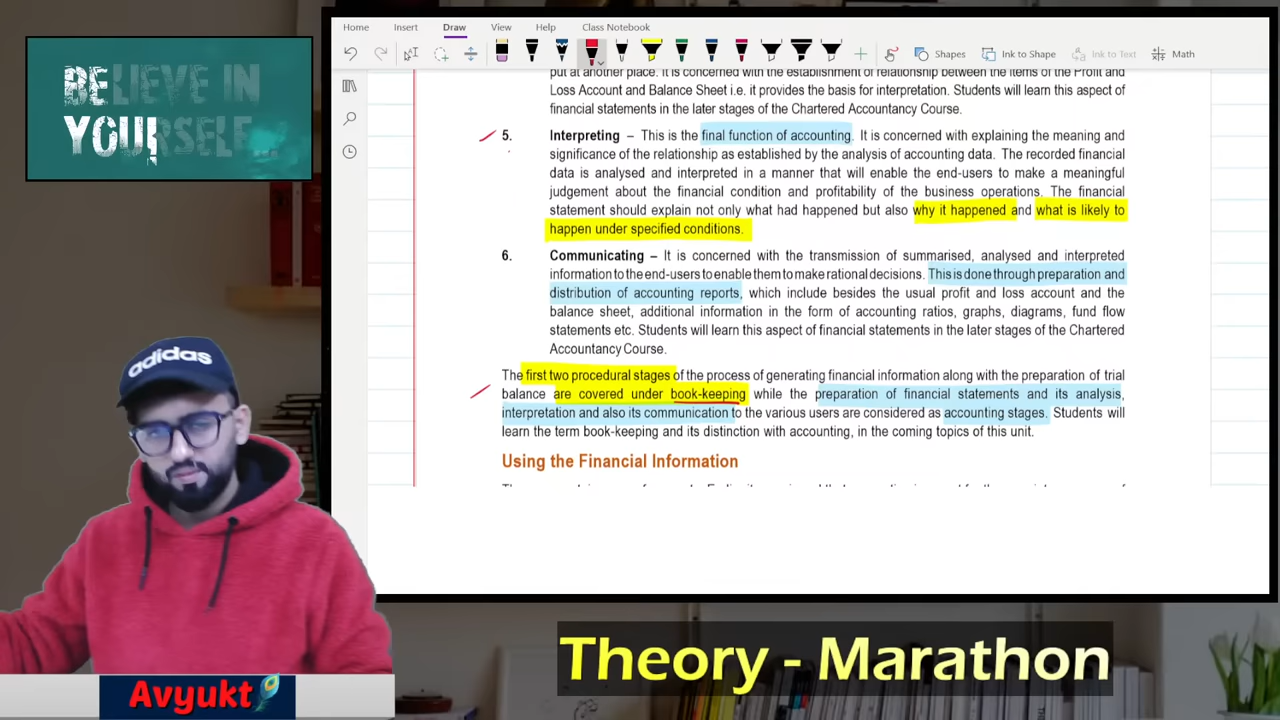 BELIEVE IN
YOURSELF
Home Insert Draw View Help Class Notebook
Shapes Ink to Shape Ink to Text Math
put at another place. It is concerned with the establishment of relationship between the items of the Profit and
Loss Account and Balance Sheet i.e. it provides the basis for interpretation. Students will learn this aspect of
financial statements in the later stages of the Chartered Accountancy Course.
5. Interpreting – This is the final function of accounting. It is concerned with explaining the meaning and
significance of the relationship as established by the analysis of accounting data. The recorded financial
data is analysed and interpreted in a manner that will enable the end-users to make a meaningful
judgement about the financial condition and profitability of the business operations. The financial
statement should explain not only what had happened but also why it happened and what is likely to
happen under specified conditions.
6. Communicating – It is concerned with the transmission of summarised, analysed and interpreted
information to the end-users to enable them to make rational decisions. This is done through preparation and
distribution of accounting reports, which include besides the usual profit and loss account and the
balance sheet, additional information in the form of accounting ratios, graphs, diagrams, fund flow
statements etc. Students will learn this aspect of financial statements in the later stages of the Chartered
Accountancy Course.
The first two procedural stages of the process of generating financial information along with the preparation of trial
balance are covered under book-keeping while the preparation of financial statements and its analysis,
interpretation and also its communication to the various users are considered as accounting stages. Students will
learn the term book-keeping and its distinction with accounting, in the coming topics of this unit.
Using the Financial Information
adidas
Avyukt
Theory - Marathon